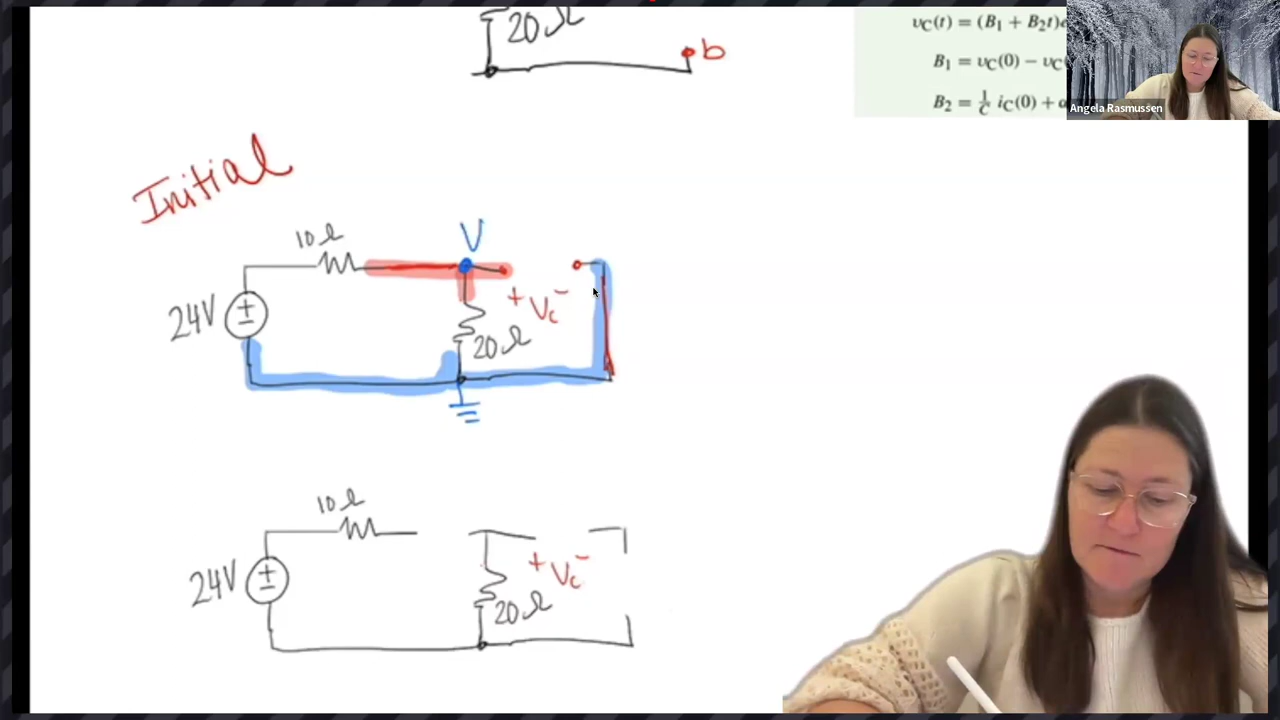 20Ω
b
vC(t) = (B1 + B2t)e
B1 = vC(0) − vC
B2 = 1/C iC(0) + α
Angela Rasmussen
Initial
10Ω
V
24V
+ Vc −
20Ω
10Ω
24V
+ Vc −
20Ω